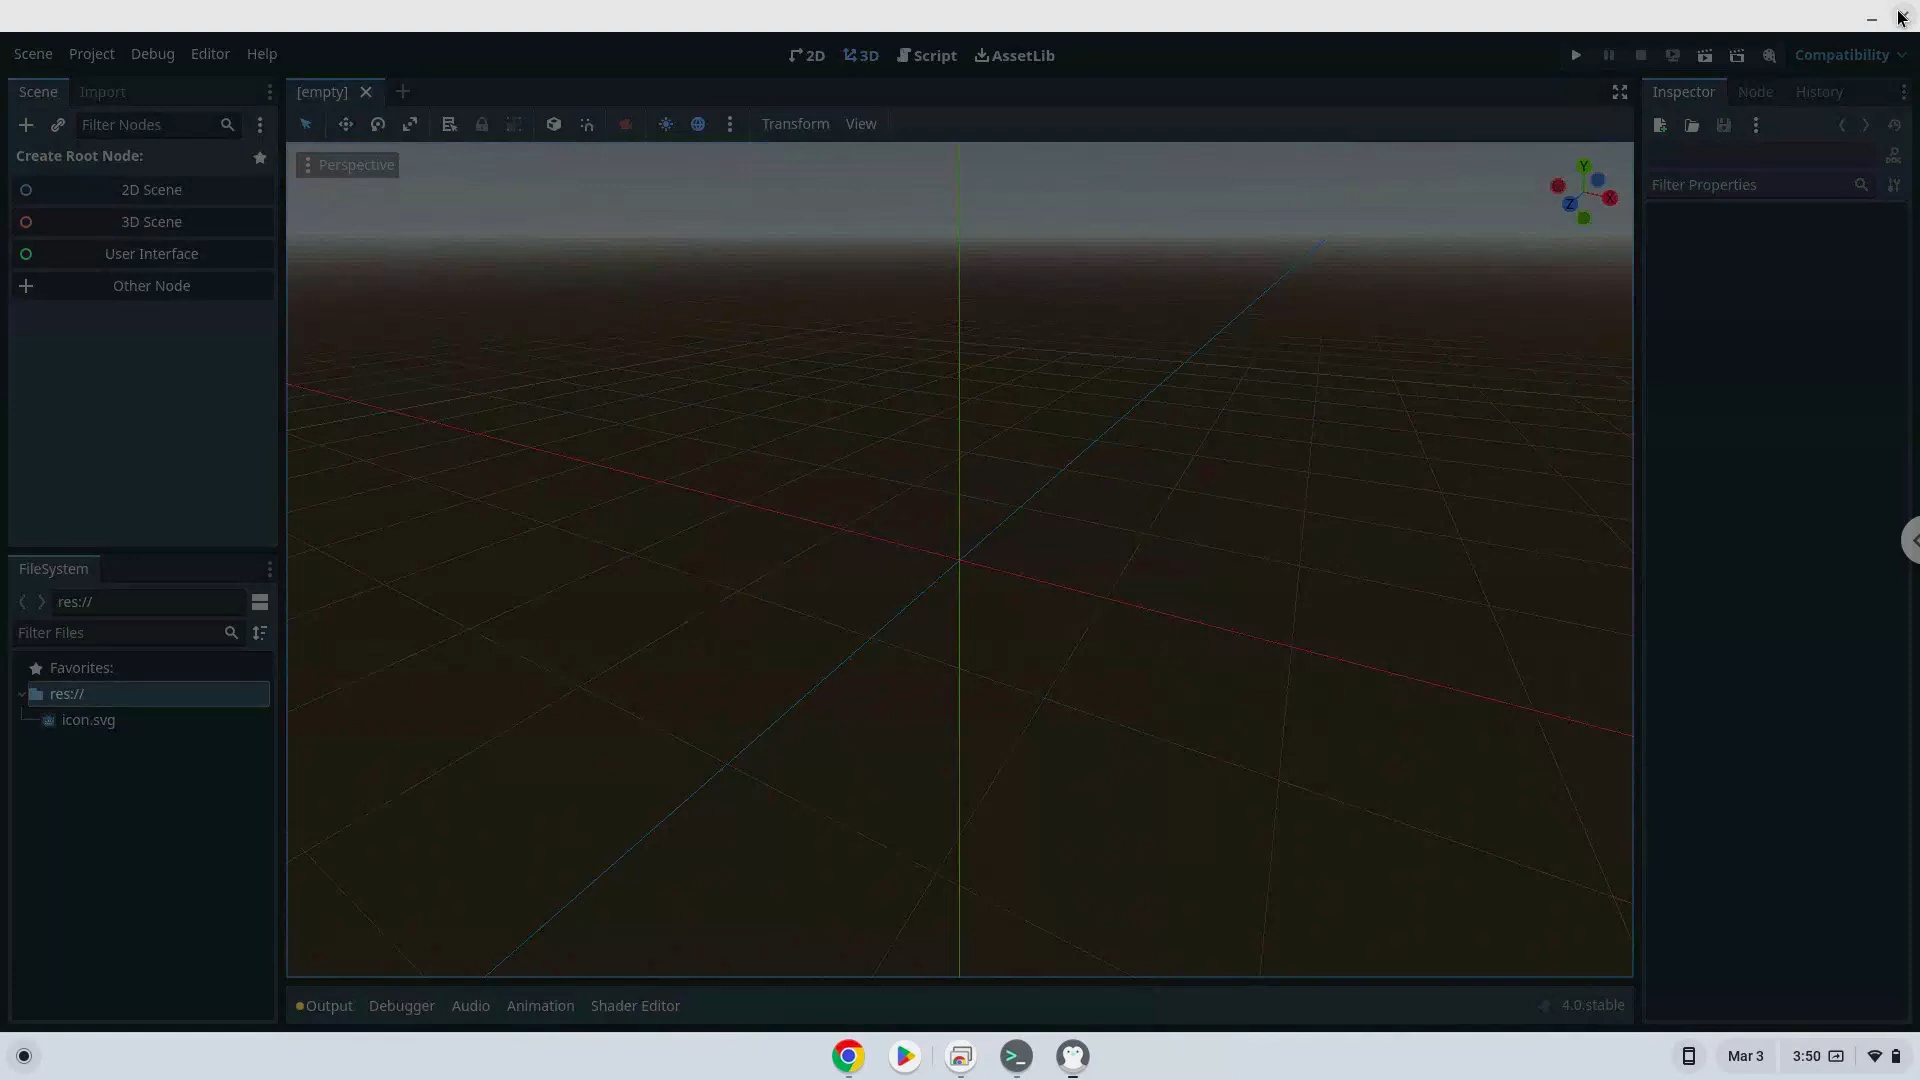 Scene Project Debug Editor Help
2D 3D Script AssetLib
Compatibility
Scene Import
Filter Nodes
Create Root Node:
2D Scene
3D Scene
User Interface
Other Node
FileSystem
res://
Filter Files
Favorites:
res://
icon.svg
[empty]
Transform View
Perspective
Y
X
Z
Output Debugger Audio Animation Shader Editor
4.0.stable
Inspector Node History
DOC
Filter Properties
Mar 3
3:50